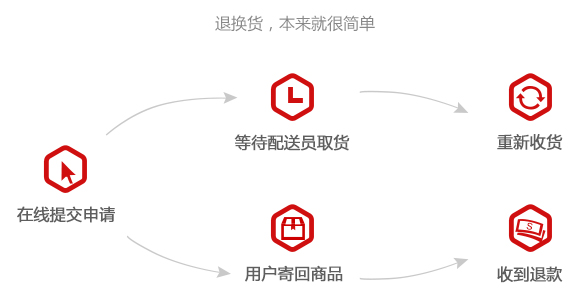 退换货，本来就很简单
等待配送员取货
重新收货
在线提交申请
用户寄回商品
收到退款
S